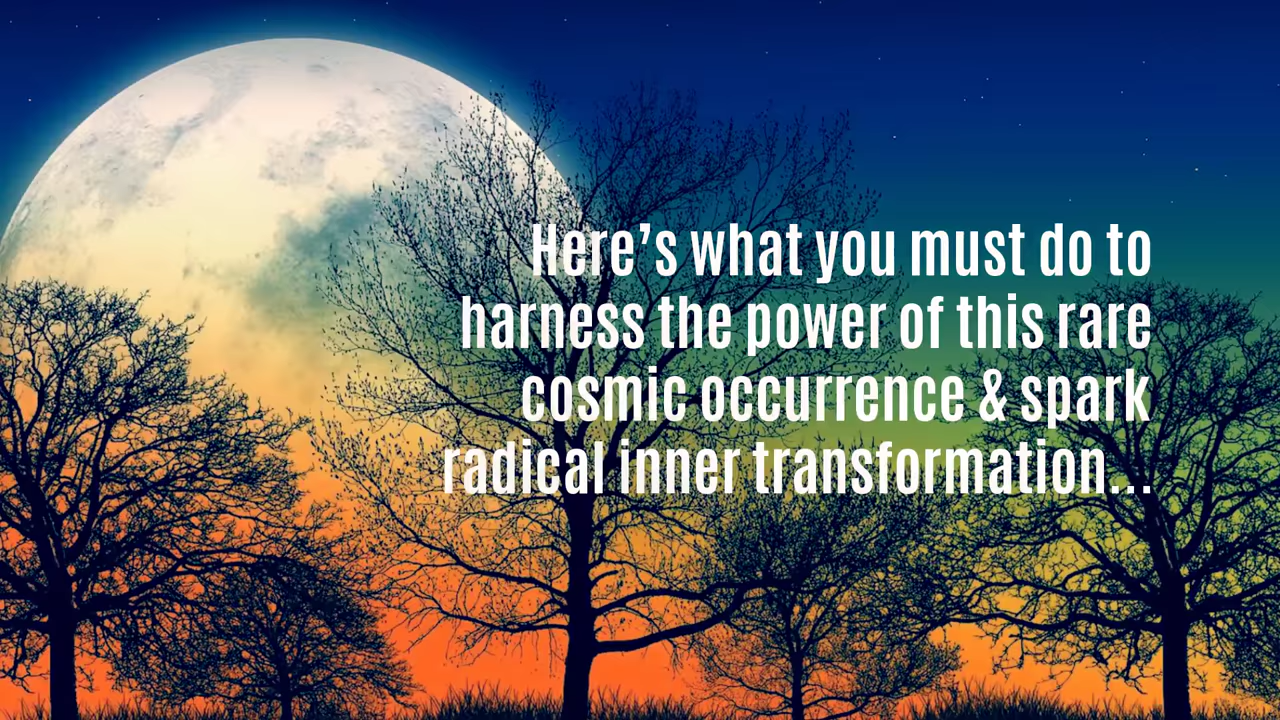 Here’s what you must do to
harness the power of this rare
cosmic occurrence & spark
radical inner transformation...